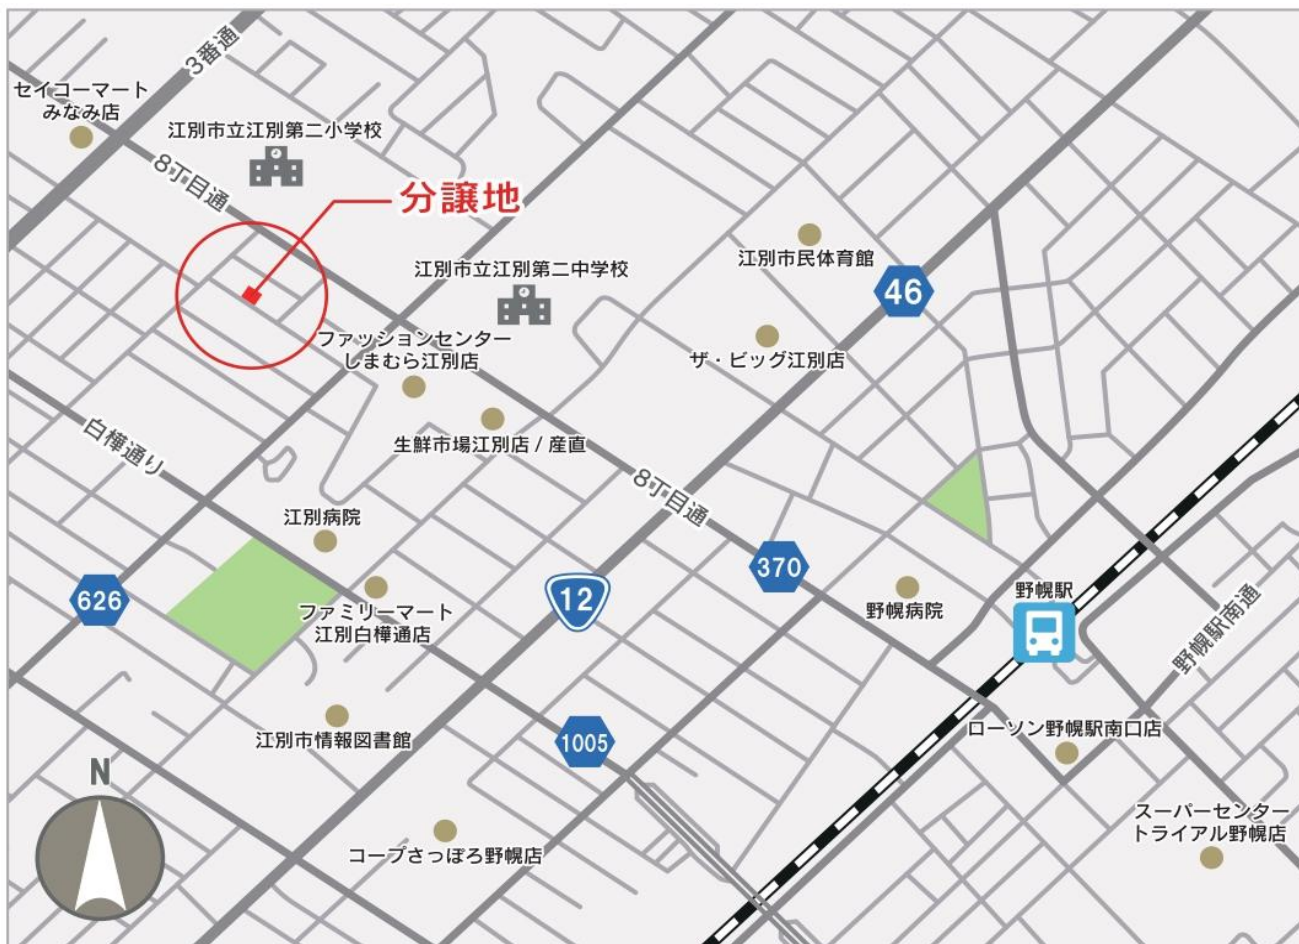 3番通
セイコーマート
みなみ店
江別市立江別第二小学校
8丁目通
分譲地
江別市民体育館
江別市立江別第二中学校
46
ファッションセンター
しまむら江別店
ザ・ビッグ江別店
白樺通り
生鮮市場江別店 / 産直
8丁目通
江別病院
370
626
12
野幌病院
野幌駅
ファミリーマート
江別白樺通店
野幌駅南通
江別市情報図書館
1005
ローソン野幌駅南口店
N
スーパーセンター
トライアル野幌店
コープさっぽろ野幌店